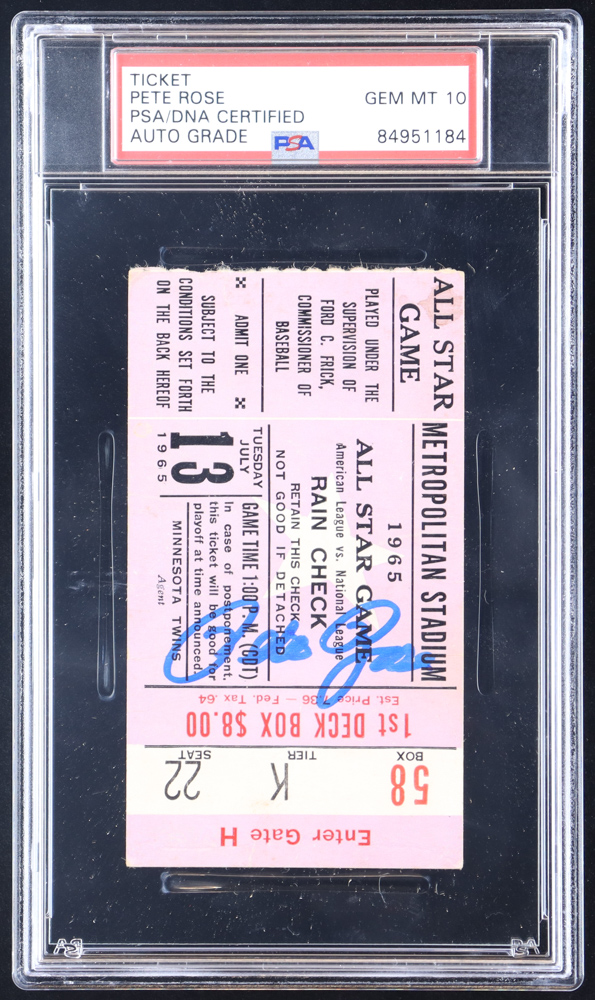 TICKET
PETE ROSE
PSA/DNA CERTIFIED
AUTO GRADE
GEM MT 10
84951184
PSA
ALL STAR
GAME
PLAYED UNDER THE
SUPERVISION OF
FORD C. FRICK,
COMMISSIONER OF
BASEBALL
ADMIT ONE
SUBJECT TO THE
CONDITIONS SET FORTH
ON THE BACK HEREOF
METROPOLITAN STADIUM
1965
ALL STAR GAME
American League vs. National League
RAIN CHECK
RETAIN THIS CHECK
NOT GOOD IF DETACHED
TUESDAY
JULY
13
1965
GAME TIME 1:00 P.M. (CDT)
In case of postponement,
this ticket will be good for
playoff at time announced.
MINNESOTA TWINS
Agent
Pete Rose
Est. Price 7.36 — Fed. Tax .64
1st DECK BOX $8.00
BOX
58
TIER
K
SEAT
22
Enter Gate H
PSA
PSA